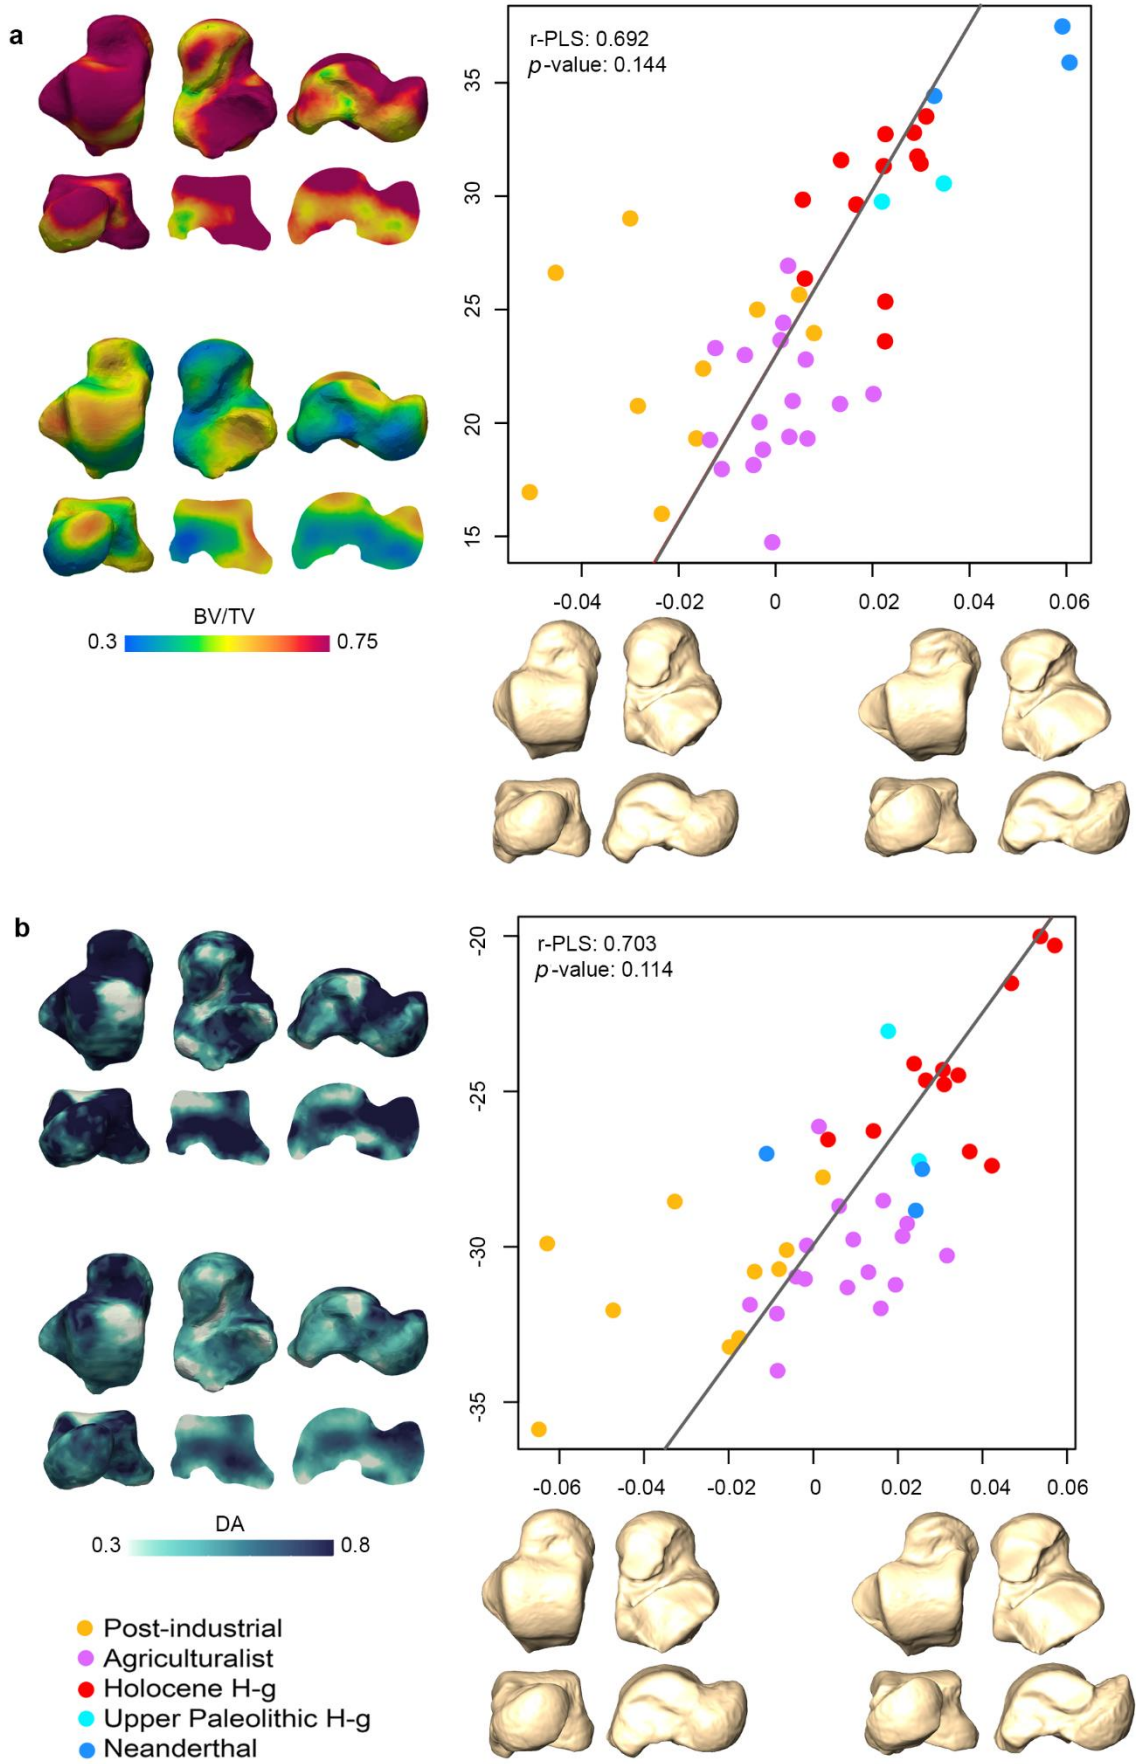 a
r-PLS: 0.692
p-value: 0.144
35
30
25
20
15
-0.04 -0.02 0 0.02 0.04 0.06
BV/TV
0.3 0.75
b
r-PLS: 0.703
p-value: 0.114
-20
-25
-30
-35
-0.06 -0.04 -0.02 0 0.02 0.04 0.06
DA
0.3 0.8
Post-industrial
Agriculturalist
Holocene H-g
Upper Paleolithic H-g
Neanderthal